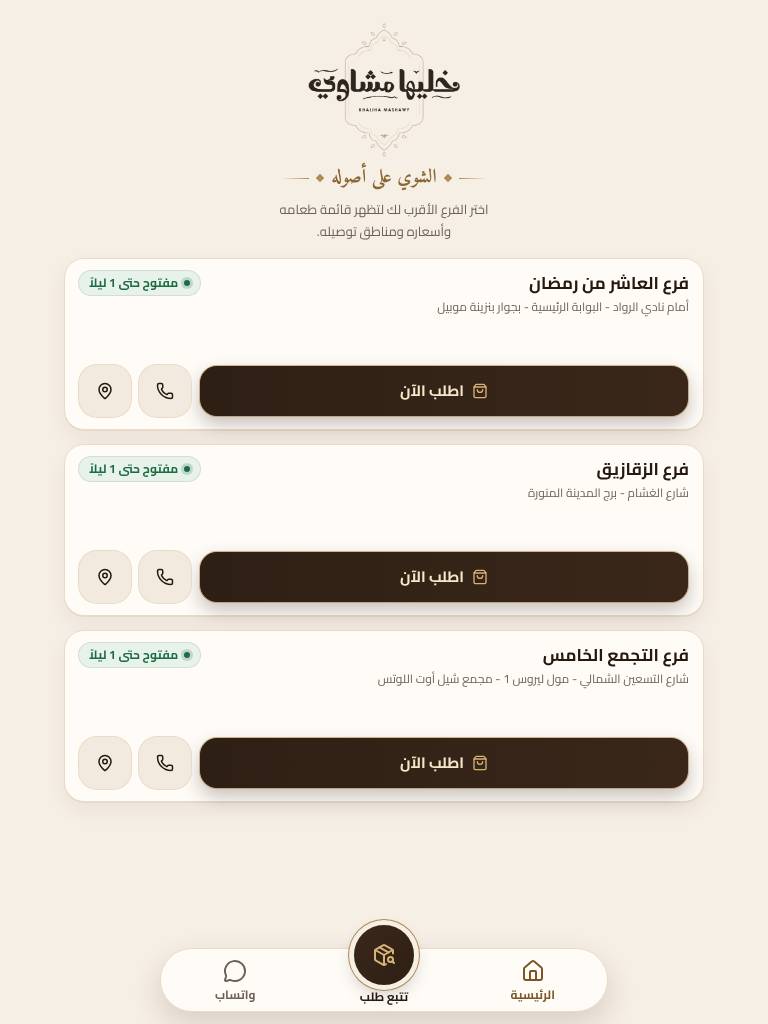 خليها مشاوي
KHALIHA MASHAWY
الشوي على أصوله
اختر الفرع الأقرب لك لتظهر قائمة طعامه
وأسعاره ومناطق توصيله.
فرع العاشر من رمضان
مفتوح حتى 1 ليلاً
أمام نادي الرواد - البوابة الرئيسية - بجوار بنزينة موبيل
اطلب الآن
فرع الزقازيق
مفتوح حتى 1 ليلاً
شارع الغشام - برج المدينة المنورة
اطلب الآن
فرع التجمع الخامس
مفتوح حتى 1 ليلاً
شارع التسعين الشمالي - مول ليروس 1 - مجمع شيل أوت اللوتس
اطلب الآن
الرئيسية
تتبع طلب
واتساب